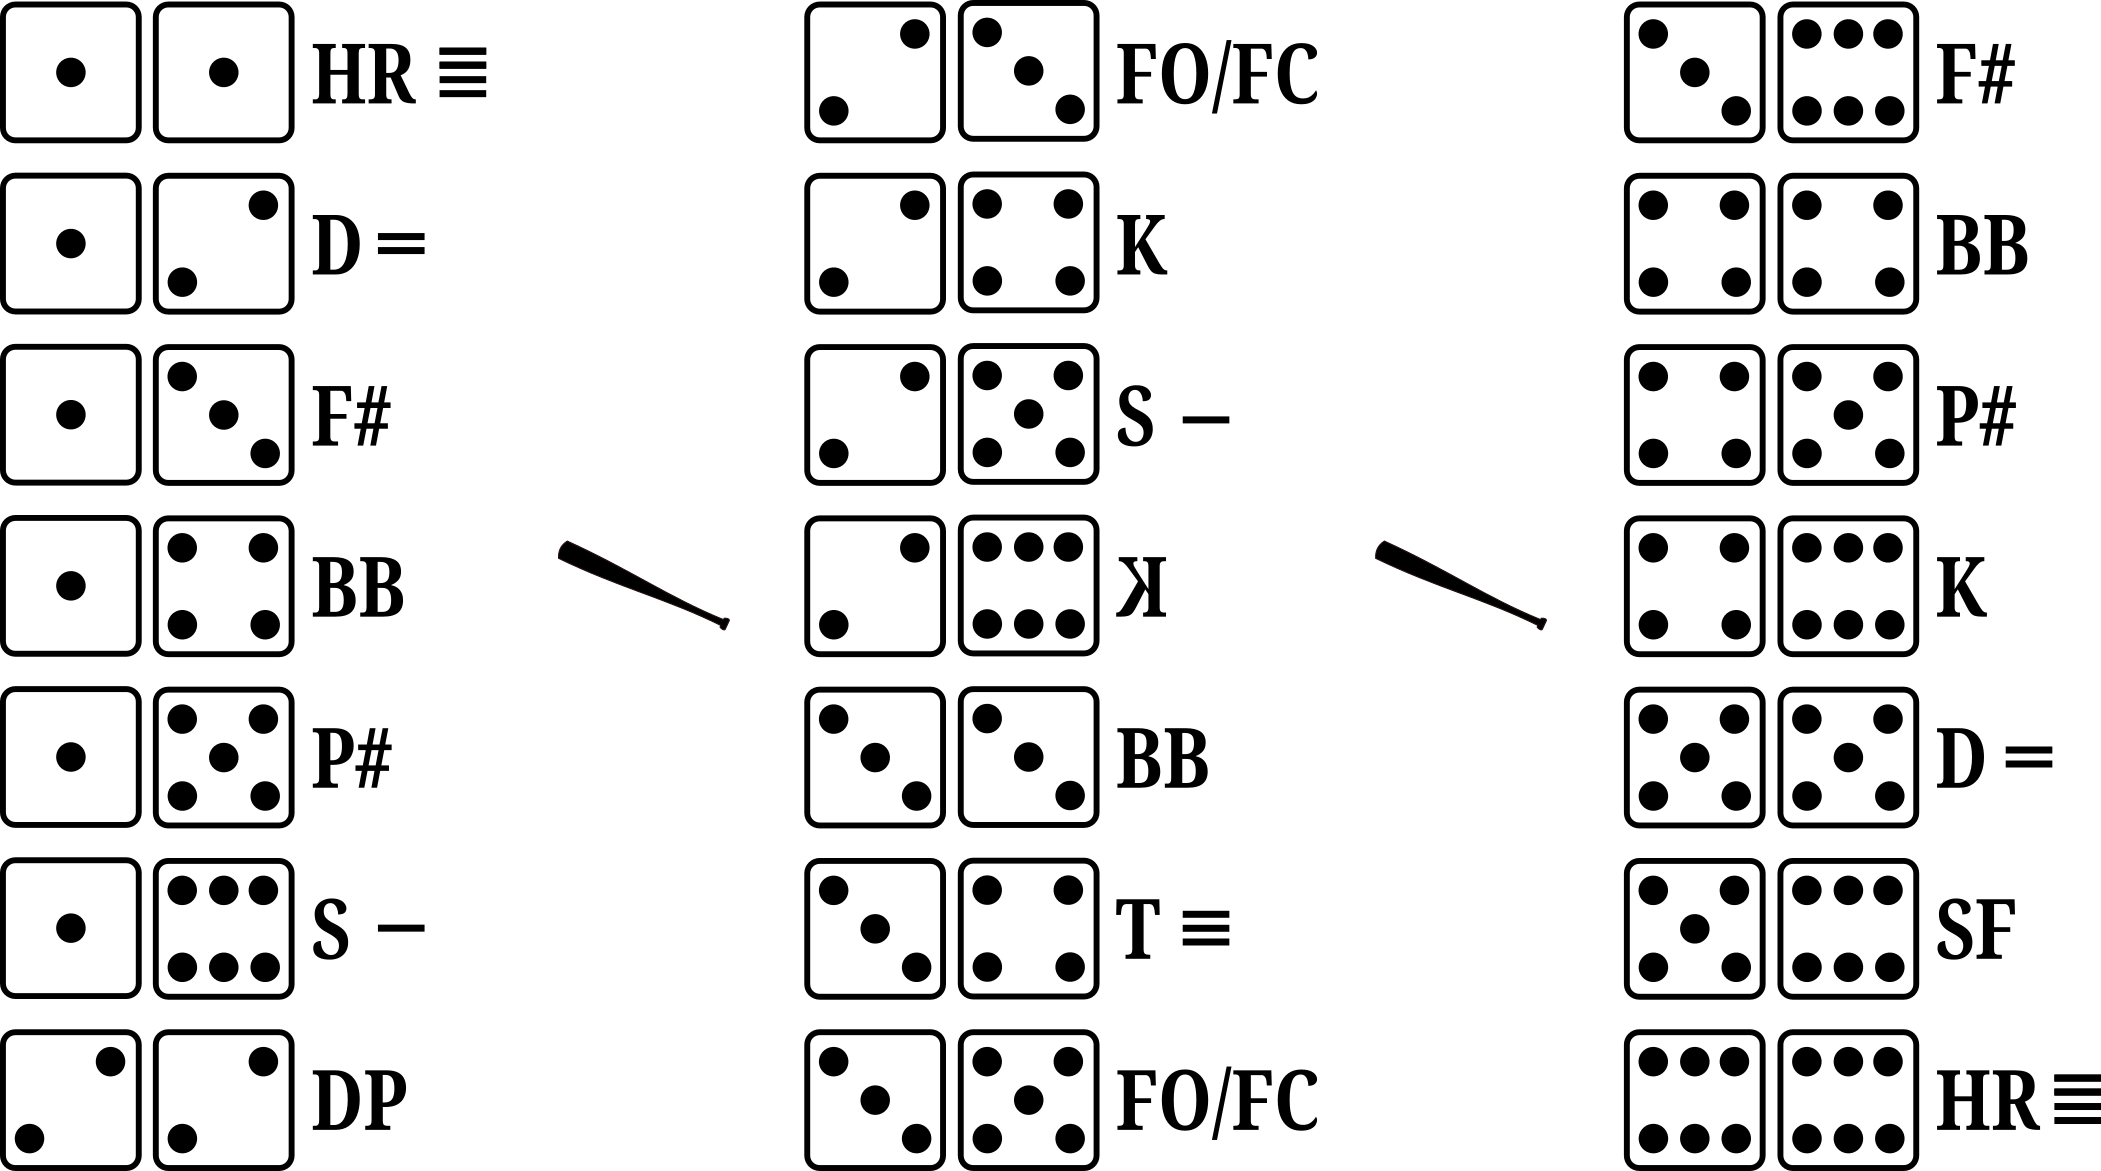 HR ≣
D =
F#
BB
P#
S –
DP
FO/FC
K
S –
ꓘ
BB
T ≡
FO/FC
F#
BB
P#
K
D =
SF
HR ≣